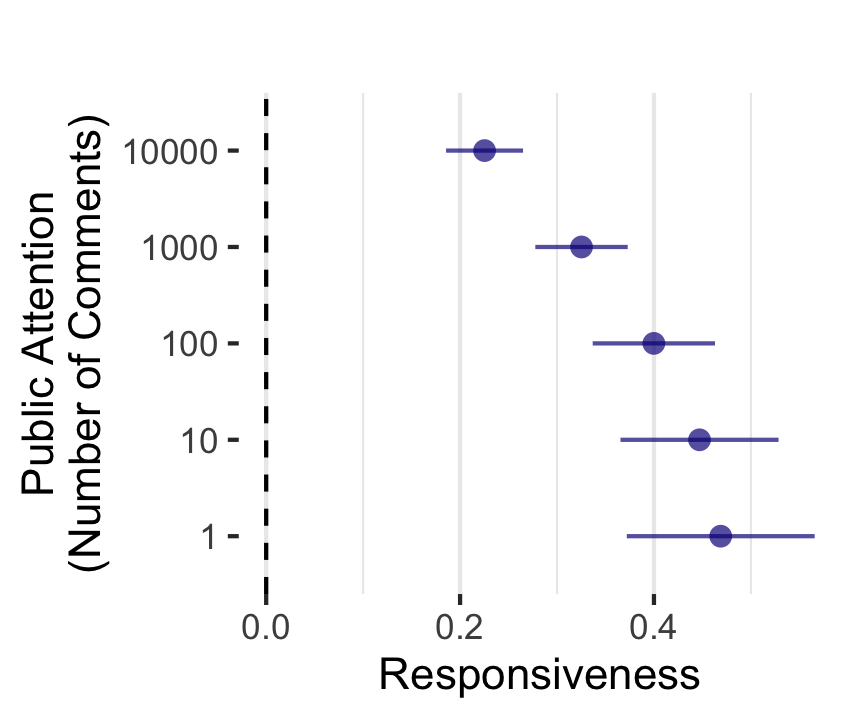 Public Attention
(Number of Comments)
10000
1000
100
10
1
0.0
0.2
0.4
Responsiveness